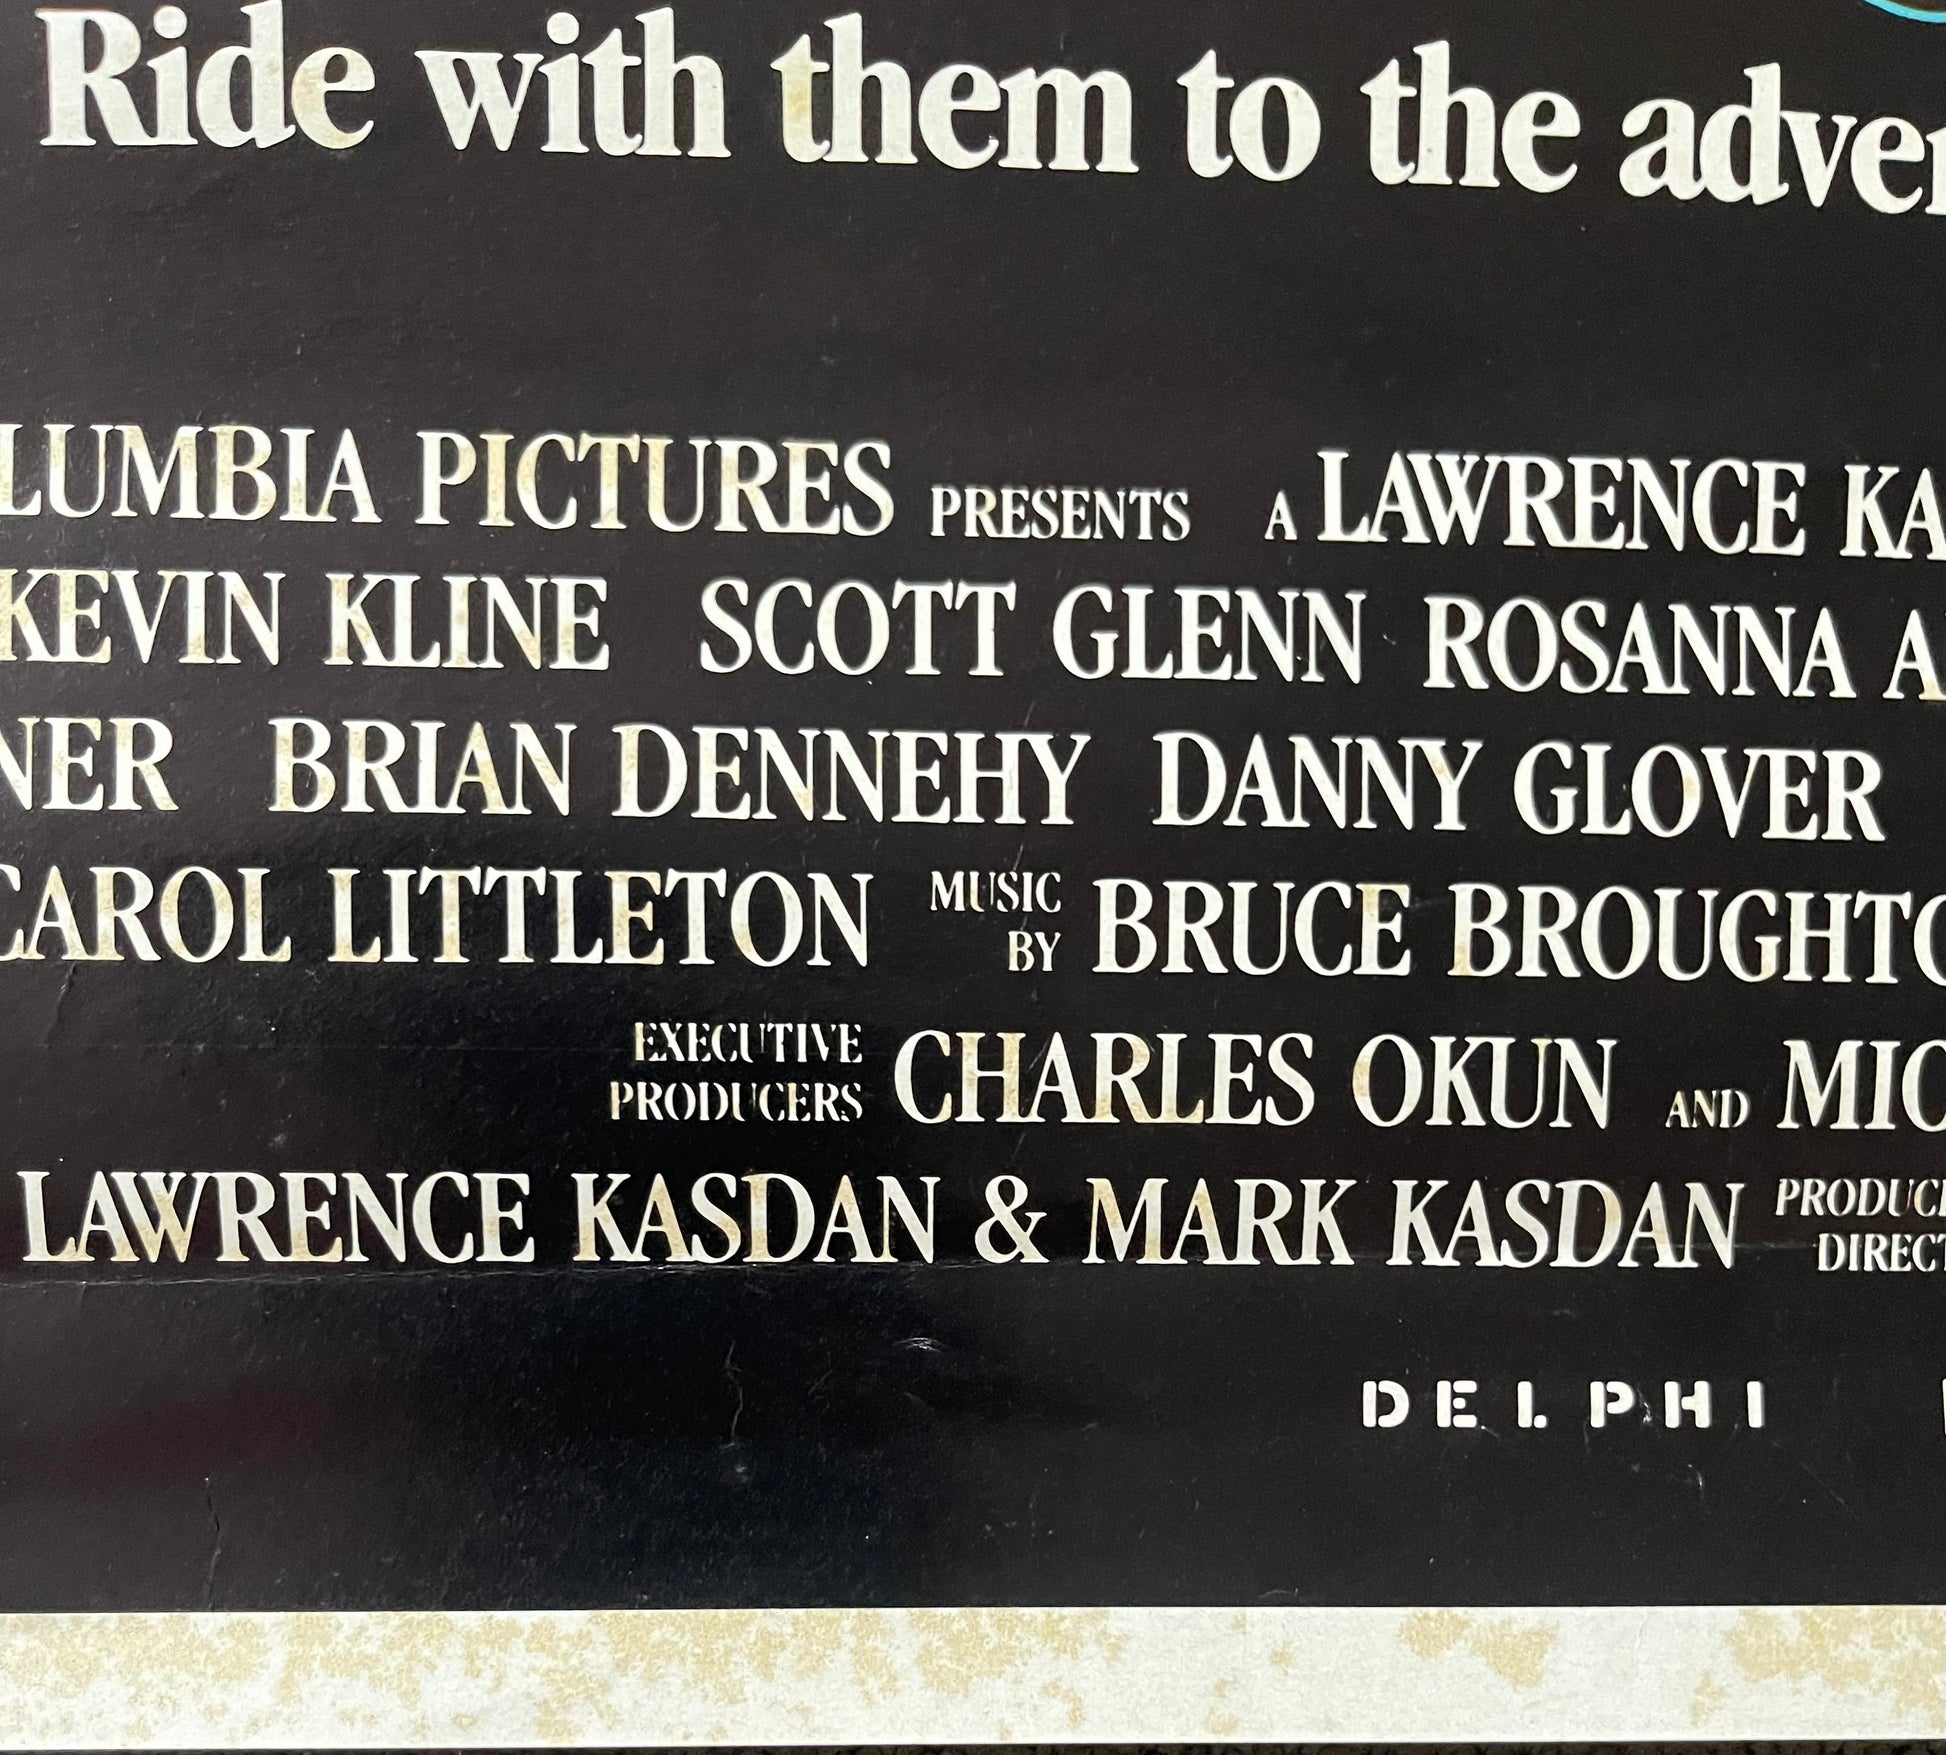 Ride with them to the adver
LUMBIA PICTURES PRESENTS A LAWRENCE KA
KEVIN KLINE SCOTT GLENN ROSANNA A
NER BRIAN DENNEHY DANNY GLOVER
CAROL LITTLETON MUSIC BY BRUCE BROUGHTO
EXECUTIVE PRODUCERS CHARLES OKUN AND MIC
LAWRENCE KASDAN & MARK KASDAN PRODUCE DIRECT
DELPHI